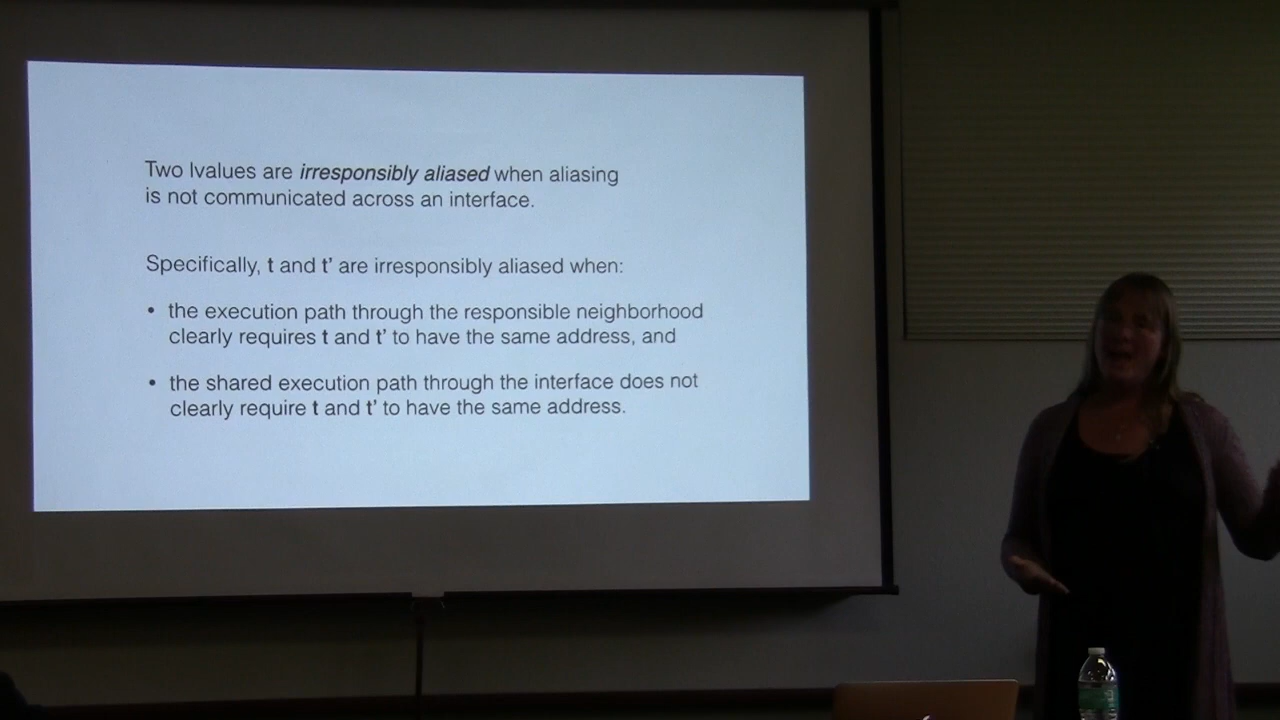 Two lvalues are irresponsibly aliased when aliasing
is not communicated across an interface.
Specifically, t and t’ are irresponsibly aliased when:
• the execution path through the responsible neighborhood
clearly requires t and t’ to have the same address, and
• the shared execution path through the interface does not
clearly require t and t’ to have the same address.